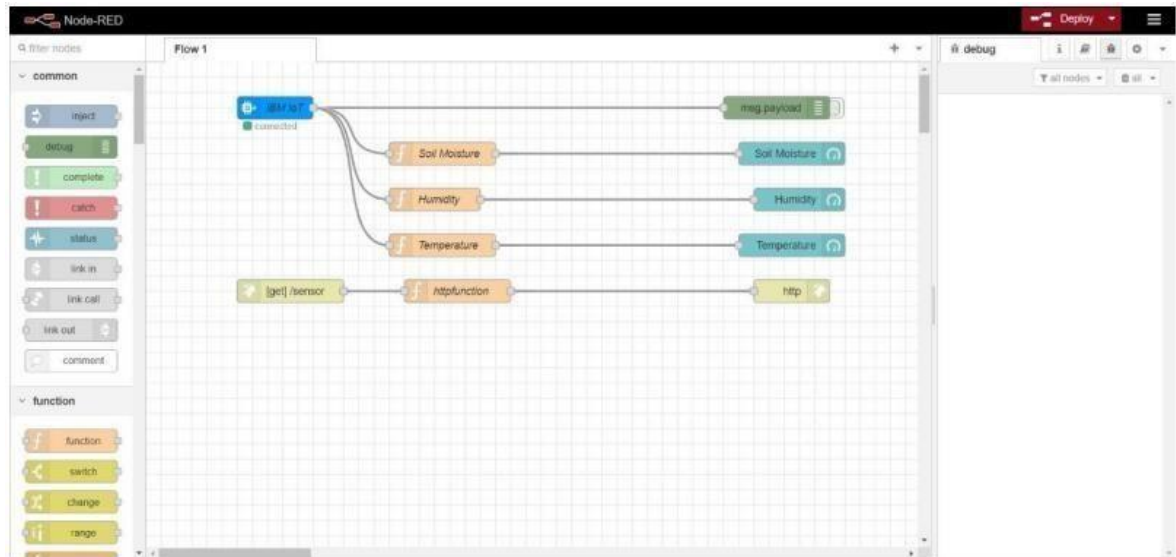 Node-RED
Deploy
filter nodes
Flow 1
debug
i
all nodes
all
common
inject
debug
complete
catch
status
link in
link call
link out
comment
function
function
switch
change
range
IBM IoT
connected
msg.payload
Soil Moisture
Soil Moisture
Humidity
Humidity
Temperature
Temperature
[get] /sensor
httpfunction
http